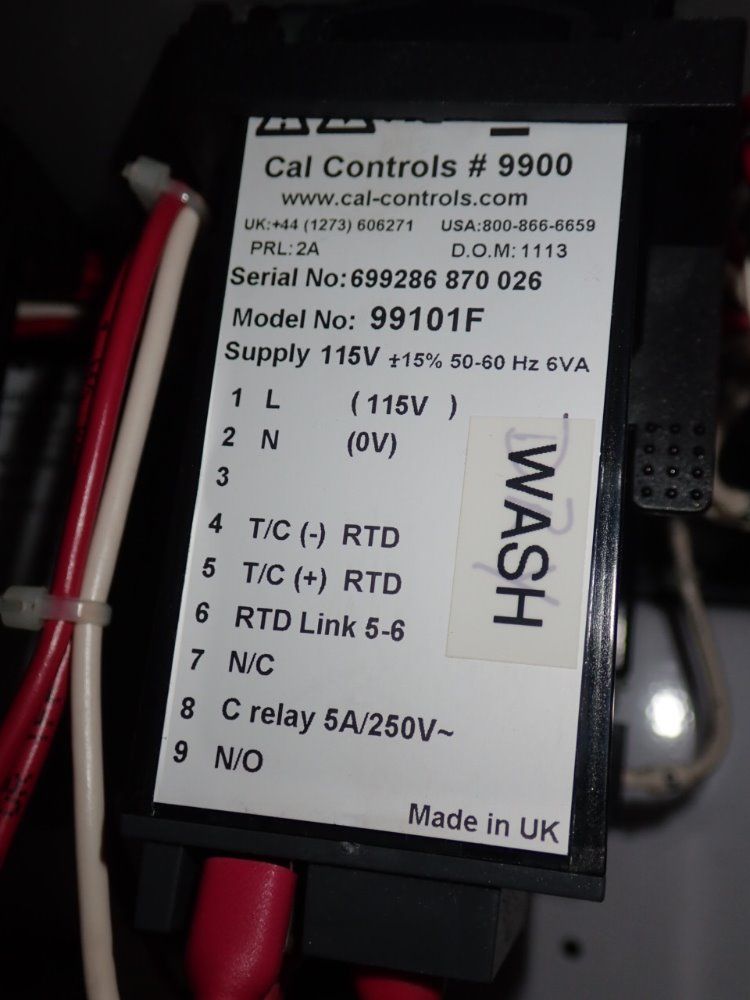 Cal Controls # 9900
www.cal-controls.com
UK:+44 (1273) 606271 USA:800-866-6659
PRL:2A D.O.M: 1113
Serial No:699286 870 026
Model No: 99101F
Supply 115V ±15% 50-60 Hz 6VA
1 L (115V )
2 N (0V)
3
4 T/C (-) RTD
5 T/C (+) RTD
6 RTD Link 5-6
7 N/C
8 C relay 5A/250V~
9 N/O
WASH
DRY
Made in UK